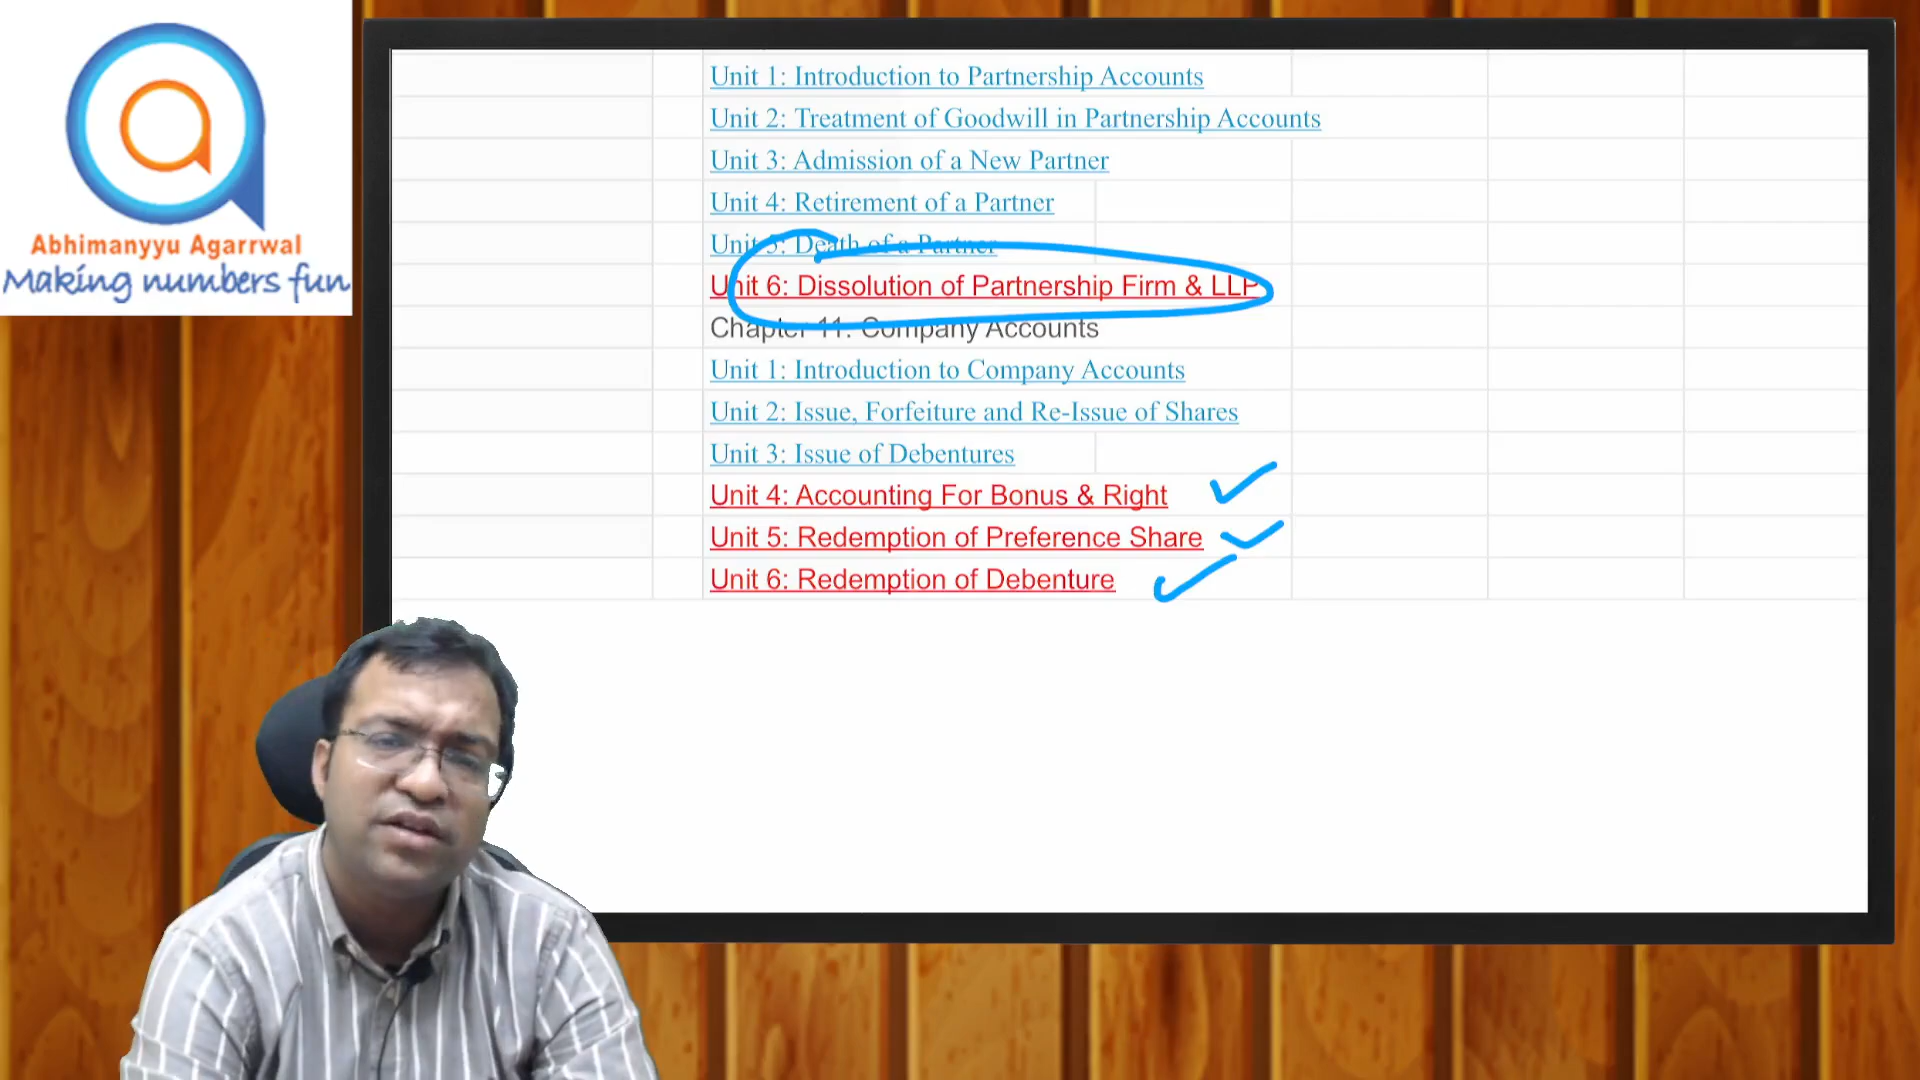 Abhimanyyu Agarrwal
Making numbers fun
Unit 1: Introduction to Partnership Accounts
Unit 2: Treatment of Goodwill in Partnership Accounts
Unit 3: Admission of a New Partner
Unit 4: Retirement of a Partner
Unit 5: Death of a Partner
Unit 6: Dissolution of Partnership Firm & LLP
Chapter 11: Company Accounts
Unit 1: Introduction to Company Accounts
Unit 2: Issue, Forfeiture and Re-Issue of Shares
Unit 3: Issue of Debentures
Unit 4: Accounting For Bonus & Right
Unit 5: Redemption of Preference Share
Unit 6: Redemption of Debenture